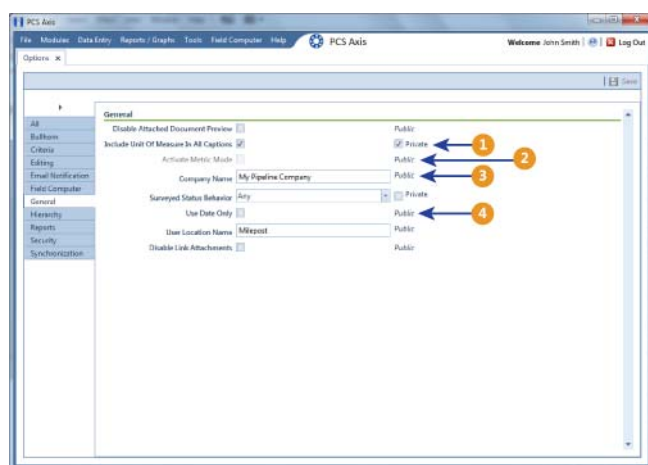 PCS Axis
File Modules Data Entry Reports / Graphs Tools Field Computer Help PCS Axis Welcome John Smith Log Out
Options x
Save
General
All
Bullhorn
Criteria
Editing
Email Notification
Field Computer
General
Hierarchy
Reports
Security
Synchronization
Disable Attached Document Preview Public
Include Unit Of Measure In All Captions Private 1
Activate Metric Mode Public 2
Company Name My Pipeline Company Public 3
Surveyed Status Behavior Any Private
Use Date Only Public 4
User Location Name Milepost Public
Disable Link Attachments Public